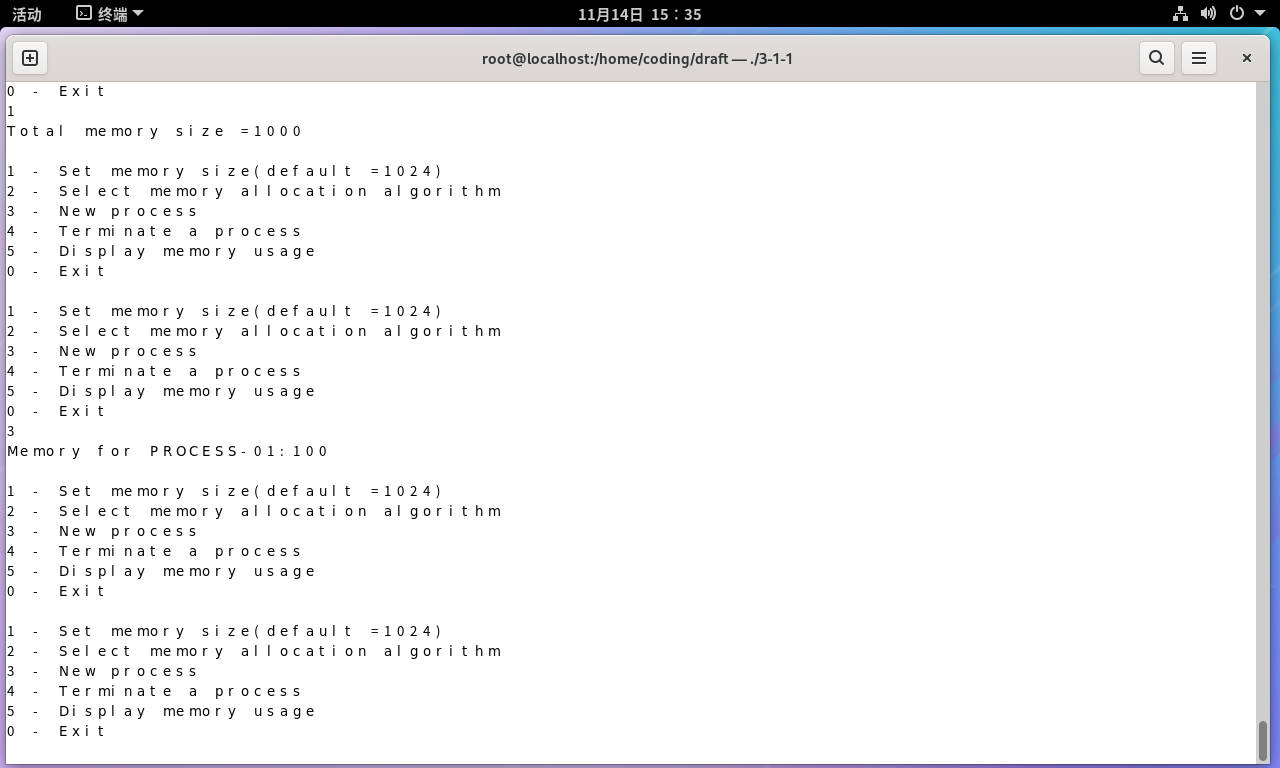 活动 终端 11月14日 15：35
root@localhost:/home/coding/draft — ./3-1-1
0 - Exit
1
Total memory size =1000
1 - Set memory size(default =1024)
2 - Select memory allocation algorithm
3 - New process
4 - Terminate a process
5 - Display memory usage
0 - Exit
1 - Set memory size(default =1024)
2 - Select memory allocation algorithm
3 - New process
4 - Terminate a process
5 - Display memory usage
0 - Exit
3
Memory for PROCESS-01:100
1 - Set memory size(default =1024)
2 - Select memory allocation algorithm
3 - New process
4 - Terminate a process
5 - Display memory usage
0 - Exit
1 - Set memory size(default =1024)
2 - Select memory allocation algorithm
3 - New process
4 - Terminate a process
5 - Display memory usage
0 - Exit